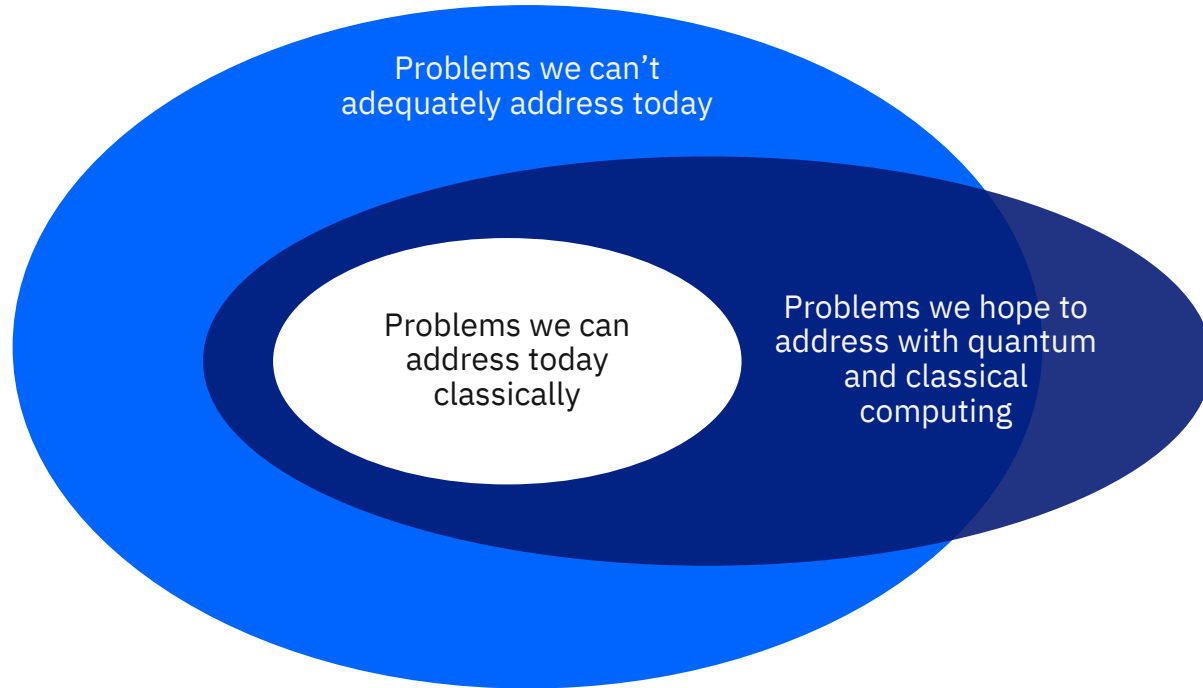 Problems we can’t
adequately address today
Problems we can
address today
classically
Problems we hope to
address with quantum
and classical
computing